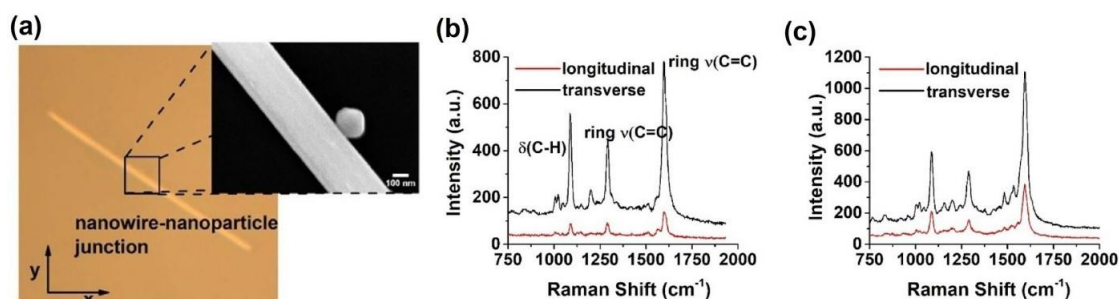 (a)
100 nm
nanowire-nanoparticle
junction
y
x
(b)
longitudinal
transverse
ring ν(C=C)
δ(C-H)
ring ν(C=C)
Intensity (a.u.)
800
600
400
200
0
750 1000 1250 1500 1750 2000
Raman Shift (cm⁻¹)
(c)
longitudinal
transverse
Intensity (a.u.)
1200
1000
800
600
400
200
0
750 1000 1250 1500 1750 2000
Raman Shift (cm⁻¹)